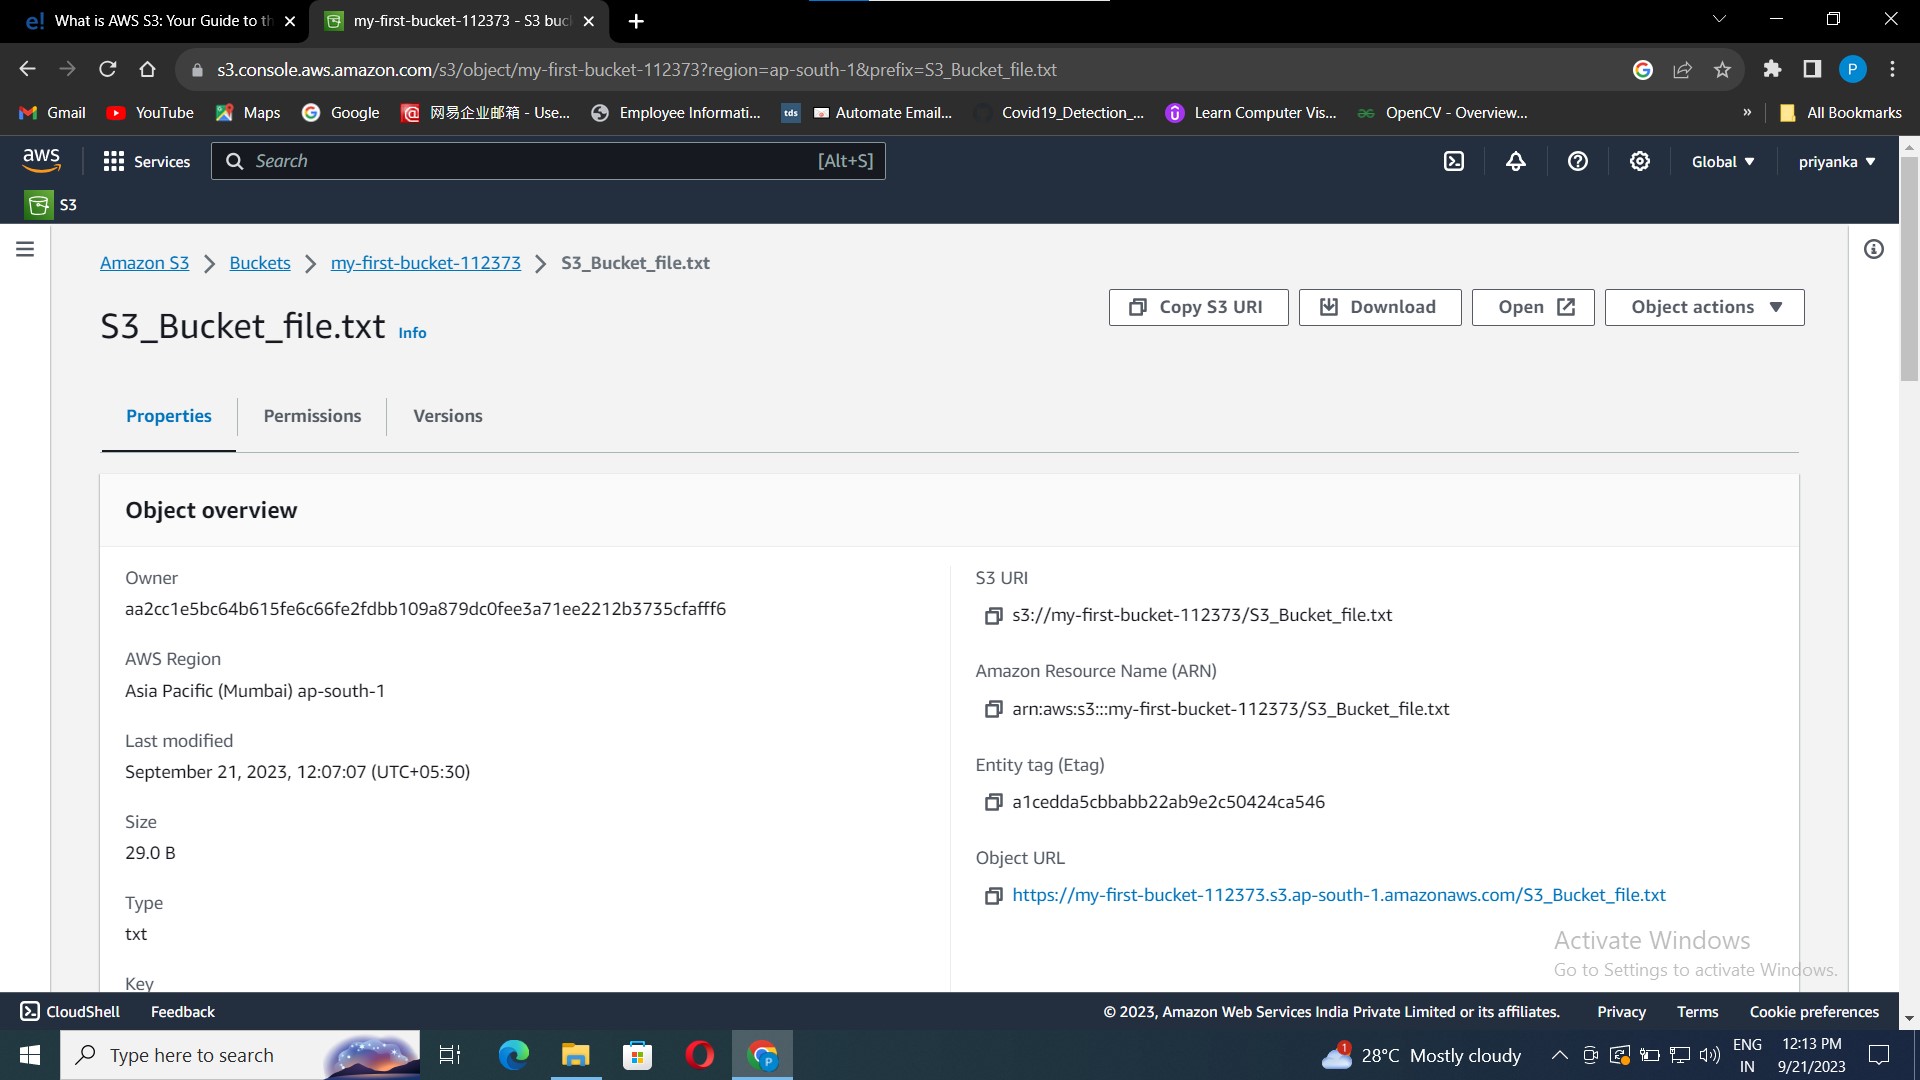 What is AWS S3: Your Guide to th
my-first-bucket-112373 - S3 buc
s3.console.aws.amazon.com/s3/object/my-first-bucket-112373?region=ap-south-1&prefix=S3_Bucket_file.txt
P
Gmail YouTube Maps Google 网易企业邮箱 - Use... Employee Informati... tds Automate Email... Covid19_Detection_... Learn Computer Vis... OpenCV - Overview... » All Bookmarks
aws Services Search [Alt+S] Global priyanka
S3
Amazon S3 Buckets my-first-bucket-112373 S3_Bucket_file.txt
S3_Bucket_file.txt Info
Copy S3 URI Download Open Object actions
Properties Permissions Versions
Object overview
Owner
aa2cc1e5bc64b615fe6c66fe2fdbb109a879dc0fee3a71ee2212b3735cfafff6
AWS Region
Asia Pacific (Mumbai) ap-south-1
Last modified
September 21, 2023, 12:07:07 (UTC+05:30)
Size
29.0 B
Type
txt
Key
S3 URI
s3://my-first-bucket-112373/S3_Bucket_file.txt
Amazon Resource Name (ARN)
arn:aws:s3:::my-first-bucket-112373/S3_Bucket_file.txt
Entity tag (Etag)
a1cedda5cbbabb22ab9e2c50424ca546
Object URL
https://my-first-bucket-112373.s3.ap-south-1.amazonaws.com/S3_Bucket_file.txt
Activate Windows
Go to Settings to activate Windows.
CloudShell Feedback © 2023, Amazon Web Services India Private Limited or its affiliates. Privacy Terms Cookie preferences
Type here to search
1 28°C Mostly cloudy
ENG
IN
12:13 PM
9/21/2023